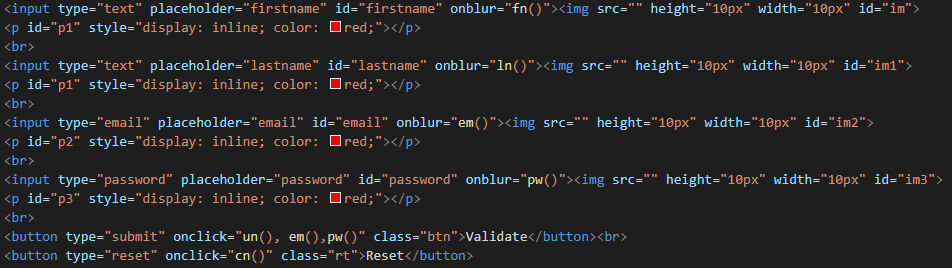 <input type="text" placeholder="firstname" id="firstname" onblur="fn()"><img src="" height="10px" width="10px" id="im">
<p id="p1" style="display: inline; color: red;"></p>
<br>
<input type="text" placeholder="lastname" id="lastname" onblur="ln()"><img src="" height="10px" width="10px" id="im1">
<p id="p1" style="display: inline; color: red;"></p>
<br>
<input type="email" placeholder="email" id="email" onblur="em()"><img src="" height="10px" width="10px" id="im2">
<p id="p2" style="display: inline; color: red;"></p>
<br>
<input type="password" placeholder="password" id="password" onblur="pw()"><img src="" height="10px" width="10px" id="im3">
<p id="p3" style="display: inline; color: red;"></p>
<br>
<button type="submit" onclick="un(), em(),pw()" class="btn">Validate</button><br>
<button type="reset" onclick="cn()" class="rt">Reset</button>